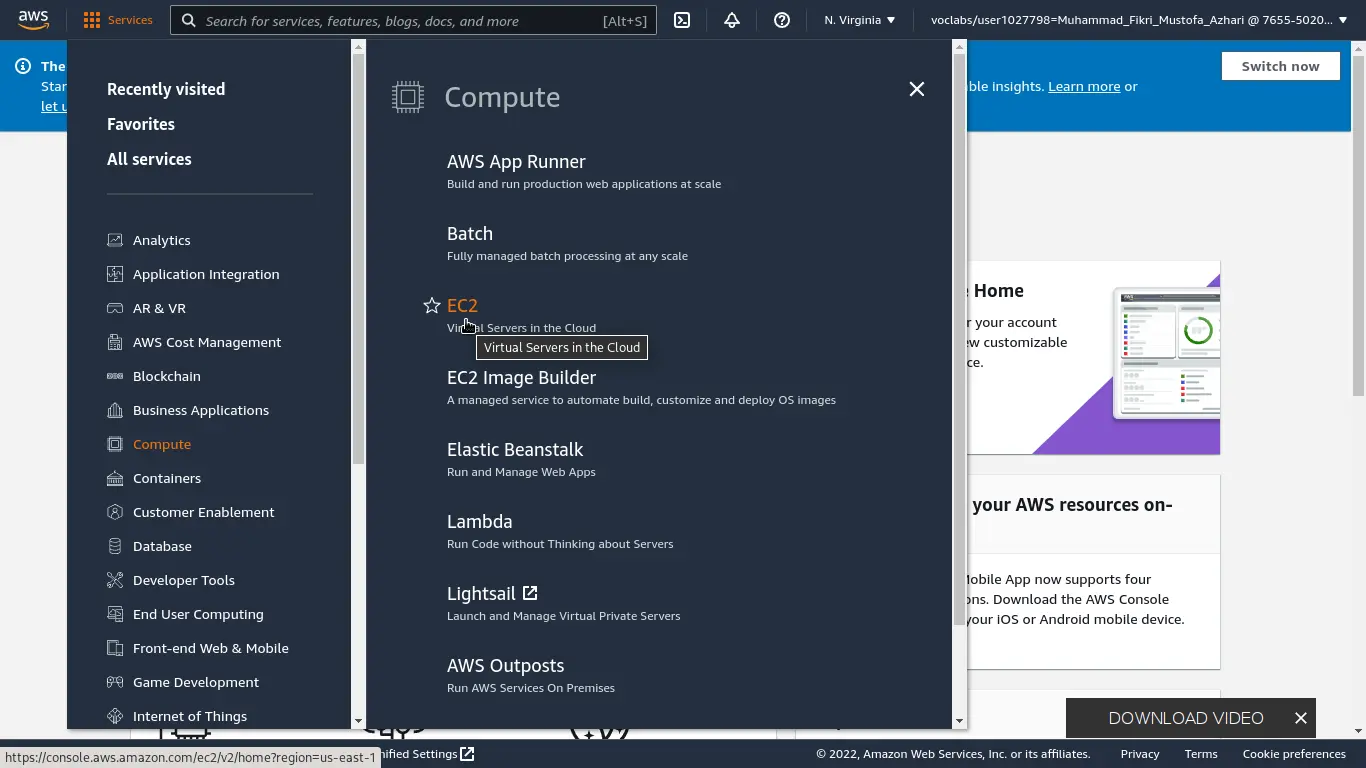 aws
Services
Search for services, features, blogs, docs, and more
[Alt+S]
N. Virginia
voclabs/user1027798=Muhammad_Fikri_Mustofa_Azhari @ 7655-5020...
The
Star
let u
ble insights. Learn more or
Switch now
Recently visited
Favorites
All services
Analytics
Application Integration
AR & VR
AWS Cost Management
Blockchain
Business Applications
Compute
Containers
Customer Enablement
Database
Developer Tools
End User Computing
Front-end Web & Mobile
Game Development
Internet of Things
Compute
AWS App Runner
Build and run production web applications at scale
Batch
Fully managed batch processing at any scale
EC2
Virtual Servers in the Cloud
Virtual Servers in the Cloud
EC2 Image Builder
A managed service to automate build, customize and deploy OS images
Elastic Beanstalk
Run and Manage Web Apps
Lambda
Run Code without Thinking about Servers
Lightsail
Launch and Manage Virtual Private Servers
AWS Outposts
Run AWS Services On Premises
e Home
r your account
ew customizable
ce.
your AWS resources on-
Mobile App now supports four
ons. Download the AWS Console
your iOS or Android mobile device.
DOWNLOAD VIDEO
https://console.aws.amazon.com/ec2/v2/home?region=us-east-1
nified Settings
© 2022, Amazon Web Services, Inc. or its affiliates.
Privacy
Terms
Cookie preferences